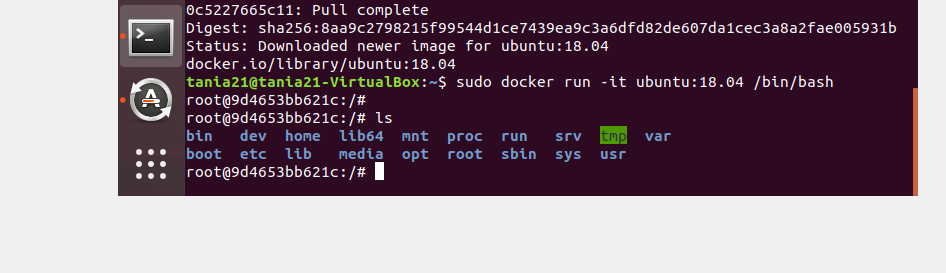 0c5227665c11: Pull complete
Digest: sha256:8aa9c2798215f99544d1ce7439ea9c3a6dfd82de607da1cec3a8a2fae005931b
Status: Downloaded newer image for ubuntu:18.04
docker.io/library/ubuntu:18.04
tania21@tania21-VirtualBox:~$ sudo docker run -it ubuntu:18.04 /bin/bash
root@9d4653bb621c:/#
root@9d4653bb621c:/# ls
bin dev home lib64 mnt proc run srv tmp var
boot etc lib media opt root sbin sys usr
root@9d4653bb621c:/#